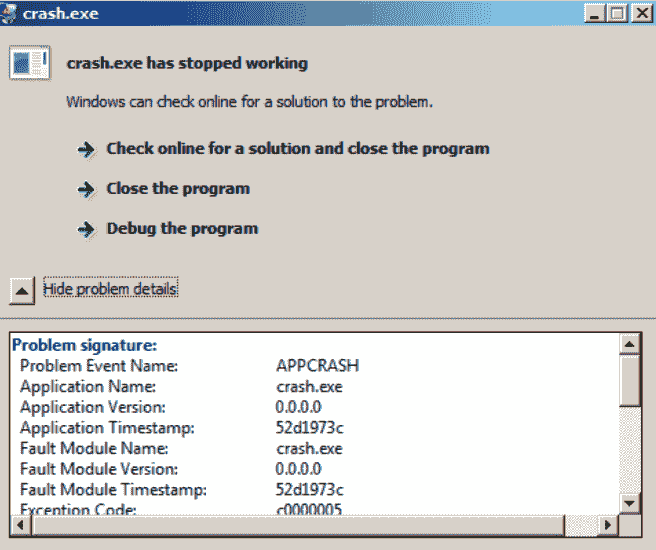 crash.exe
crash.exe has stopped working
Windows can check online for a solution to the problem.
Check online for a solution and close the program
Close the program
Debug the program
Hide problem details
Problem signature:
Problem Event Name: APPCRASH
Application Name: crash.exe
Application Version: 0.0.0.0
Application Timestamp: 52d1973c
Fault Module Name: crash.exe
Fault Module Version: 0.0.0.0
Fault Module Timestamp: 52d1973c
Exception Code: c0000005